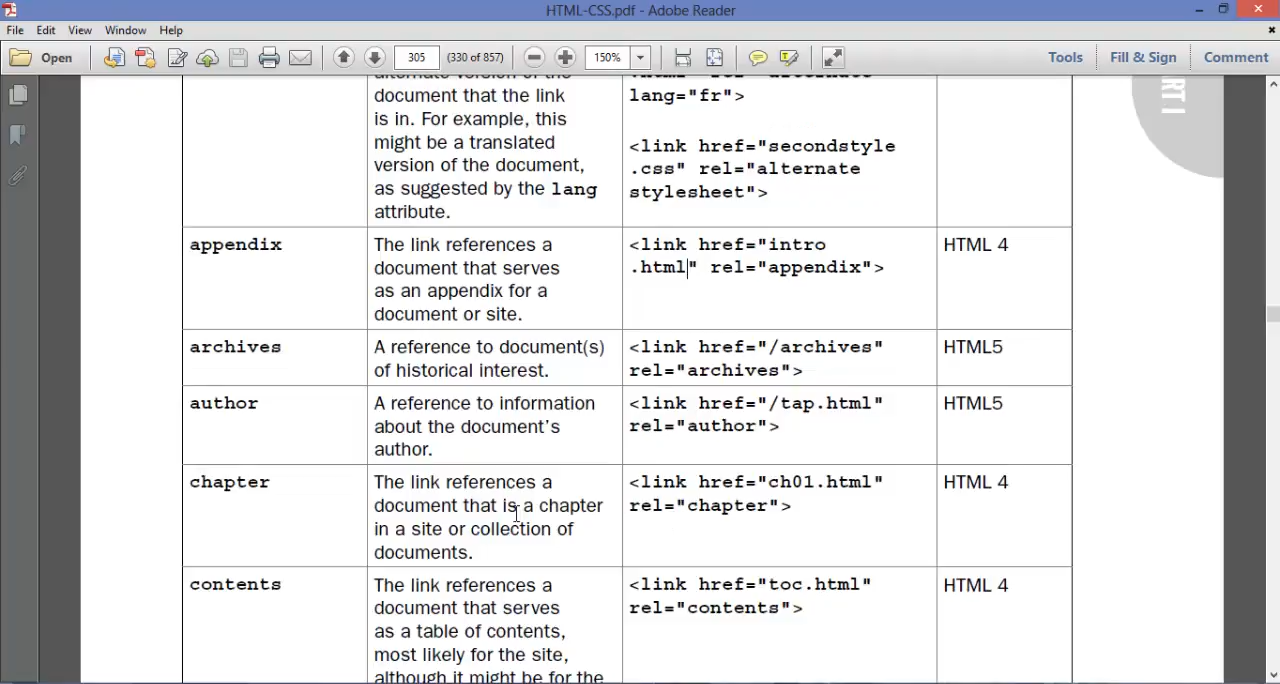 HTML-CSS.pdf - Adobe Reader
File Edit View Window Help
Open 305 (330 of 857) 150% Tools Fill & Sign Comment
document that the link
is in. For example, this
might be a translated
version of the document,
as suggested by the lang
attribute.
lang="fr">
<link href="secondstyle
.css" rel="alternate
stylesheet">
RT I
appendix
The link references a
document that serves
as an appendix for a
document or site.
<link href="intro
.html" rel="appendix">
HTML 4
archives
A reference to document(s)
of historical interest.
<link href="/archives"
rel="archives">
HTML5
author
A reference to information
about the document's
author.
<link href="/tap.html"
rel="author">
HTML5
chapter
The link references a
document that is a chapter
in a site or collection of
documents.
<link href="ch01.html"
rel="chapter">
HTML 4
contents
The link references a
document that serves
as a table of contents,
most likely for the site,
although it might be for the
<link href="toc.html"
rel="contents">
HTML 4